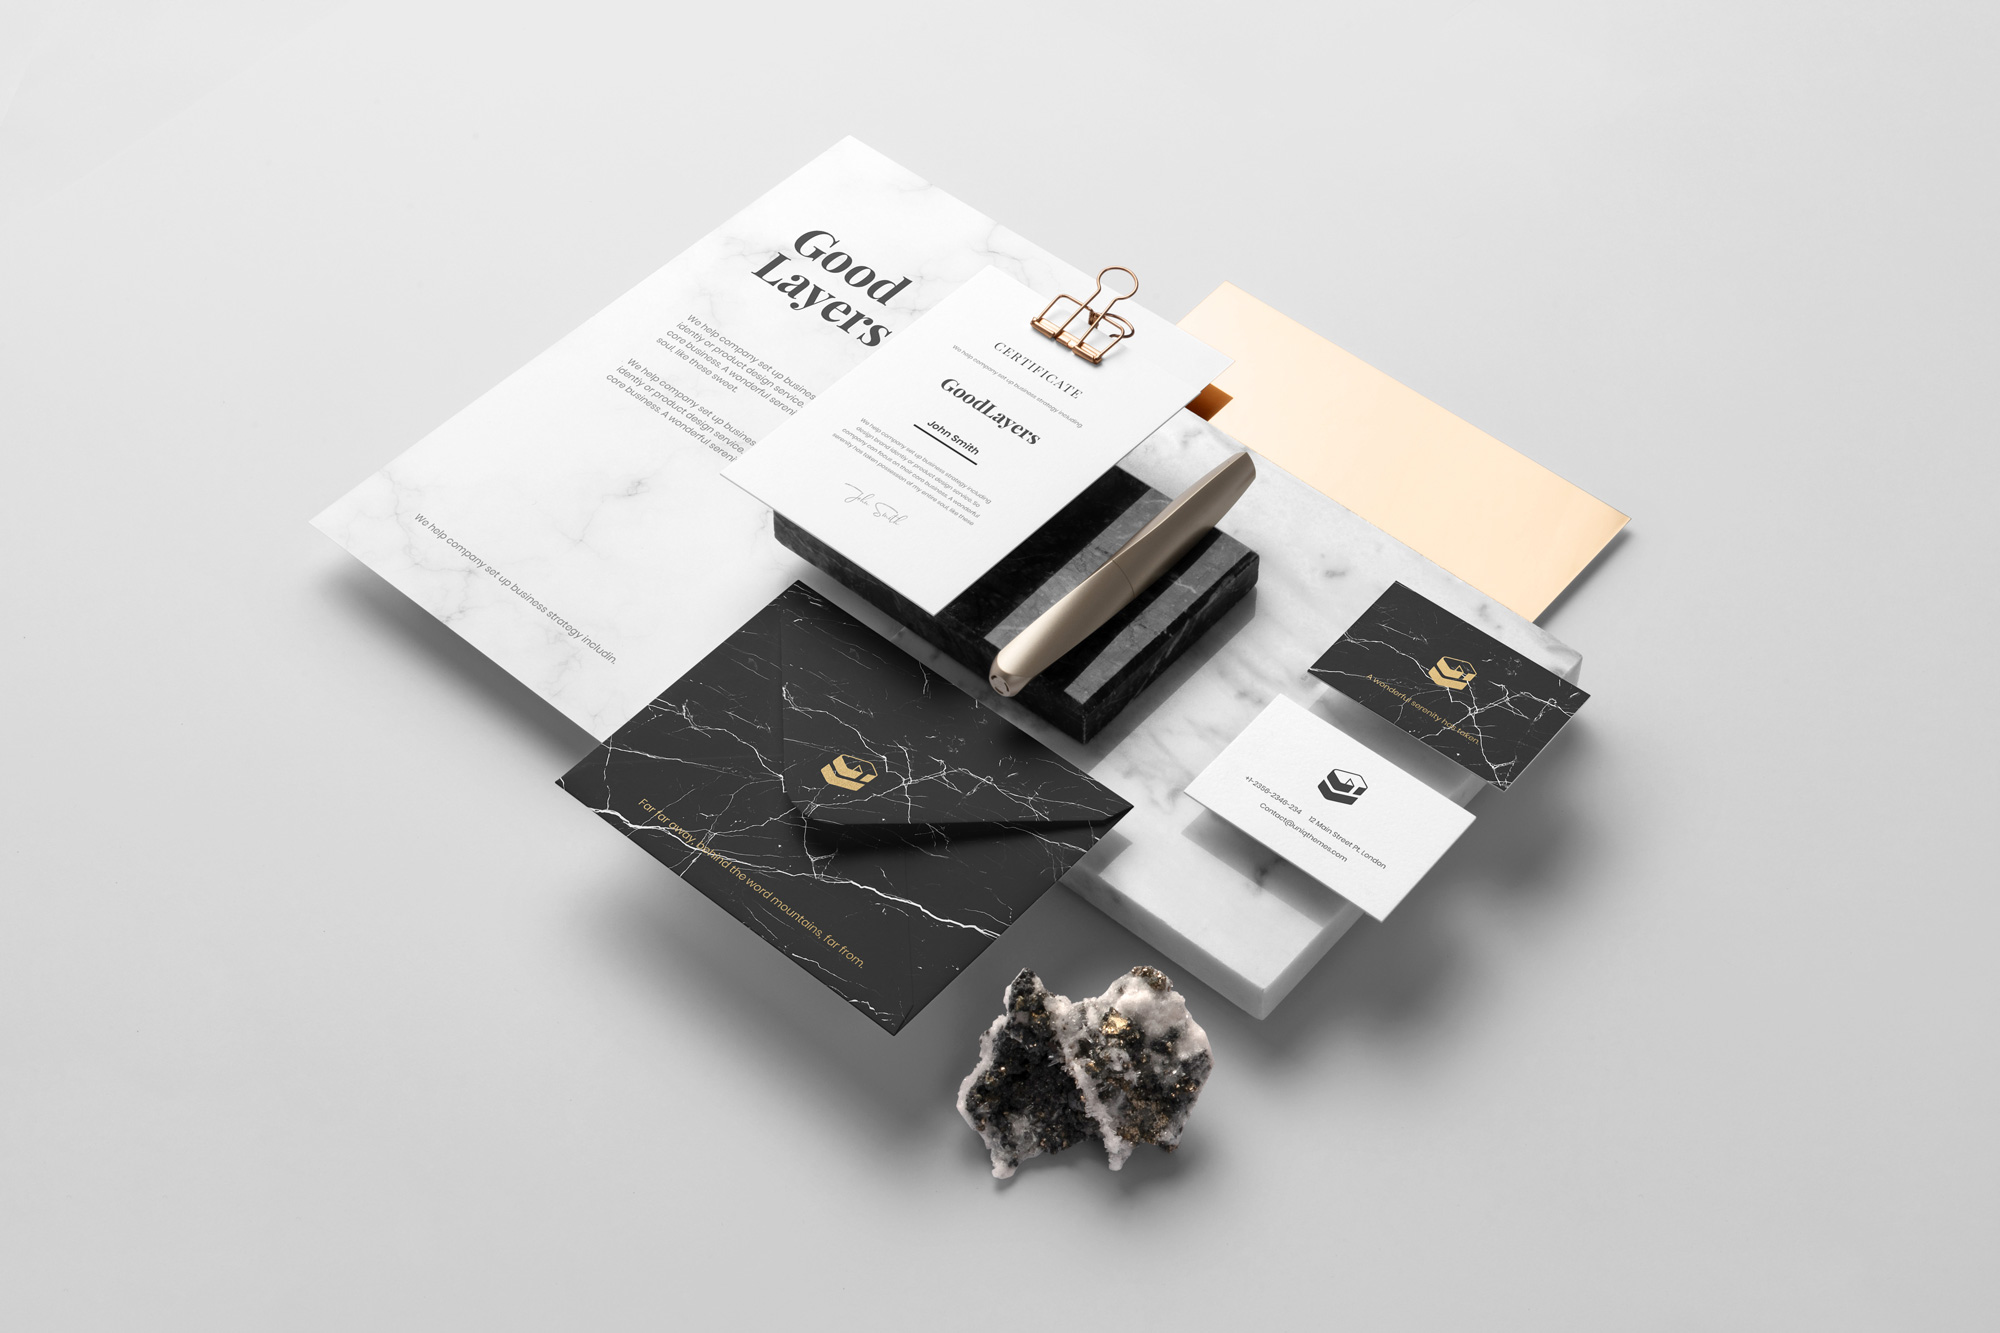 Good
Layers
We help company set up busines
identiy or product design service.
core business. A wonderful sereni
soul, like these sweet.
We help company set up busines
identiy or product design service.
core business. A wonderful sereni
We help company set up business strategy includin.
CERTIFICATE
We help company set up business strategy including.
GoodLayers
John Smith
We help company set up business strategy including
design brand identiy or product design service. So
company can focus on their core business. A wonderful
serenity has taken possession of my entire soul, like these
John Smith
Far far away, behind the word mountains, far from.
A wonderful serenity has taken.
+1-2356-2346-234 12 Main Street Pt. London
Contact@uniqthemes.com